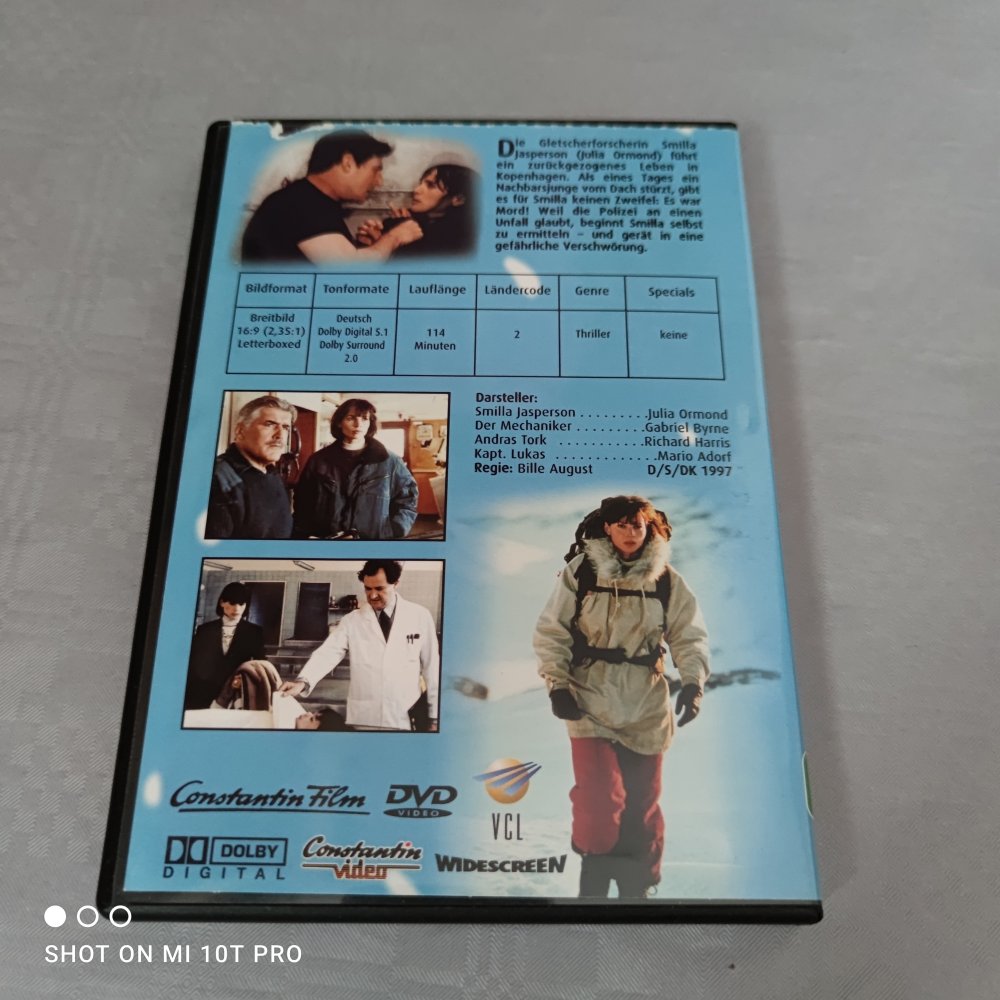 Die Gletscherforscherin Smilla
Jasperson (Julia Ormond) führt
ein zurückgezogenes Leben in
Kopenhagen. Als eines Tages ein
Nachbarsjunge vom Dach stürzt, gibt
es für Smilla keinen Zweifel: Es war
Mord! Weil die Polizei an einen
Unfall glaubt, beginnt Smilla selbst
zu ermitteln – und gerät in eine
gefährliche Verschwörung.
Bildformat Tonformate Lauflänge Ländercode Genre Specials
Breitbild
16:9 (2,35:1)
Letterboxed
Deutsch
Dolby Digital 5.1
Dolby Surround
2.0
114
Minuten
2
Thriller
keine
Darsteller:
Smilla Jasperson . . . . . . . . .Julia Ormond
Der Mechaniker . . . . . . . . .Gabriel Byrne
Andras Tork . . . . . . . . . . .Richard Harris
Kapt. Lukas . . . . . . . . . . . . .Mario Adorf
Regie: Bille August D/S/DK 1997
Constantin Film DVD
VIDEO
VCL
DOLBY
DIGITAL
Constantin
video
WIDESCREEN
SHOT ON MI 10T PRO